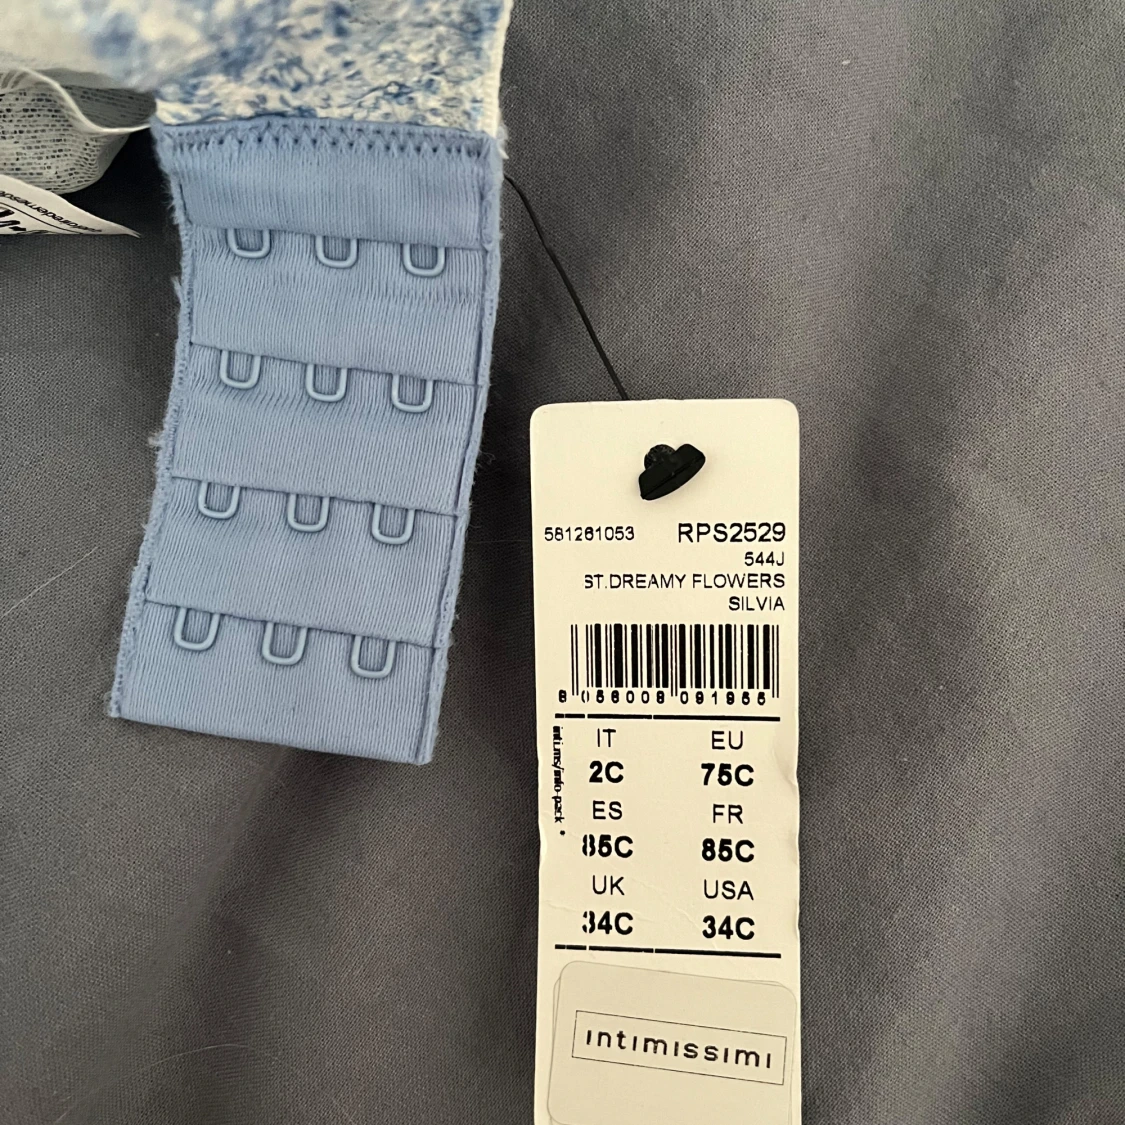 581261053 RPS2529
544J
ST.DREAMY FLOWERS
SILVIA
8 056008 091955
IT EU
2C 75C
ES FR
85C 85C
UK USA
34C 34C
intimissimi